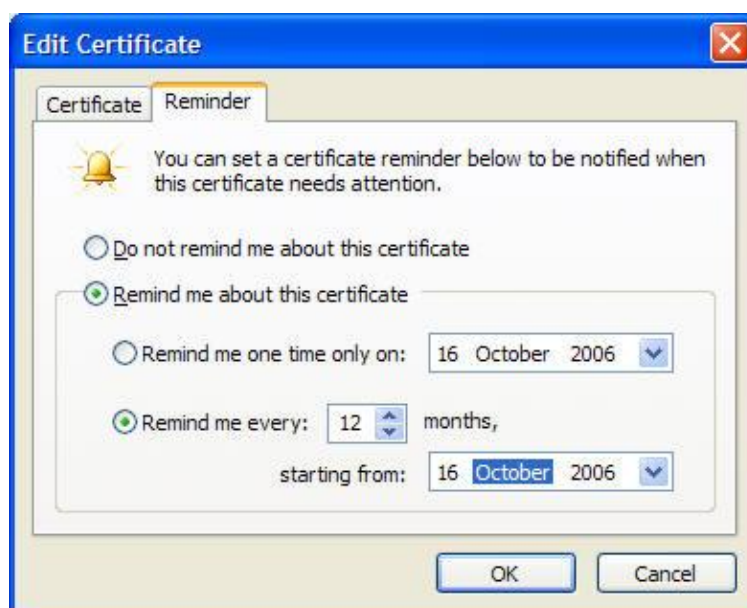 Edit Certificate
Certificate Reminder
You can set a certificate reminder below to be notified when
this certificate needs attention.
Do not remind me about this certificate
Remind me about this certificate
Remind me one time only on: 16 October 2006
Remind me every: 12 months,
starting from: 16 October 2006
OK Cancel